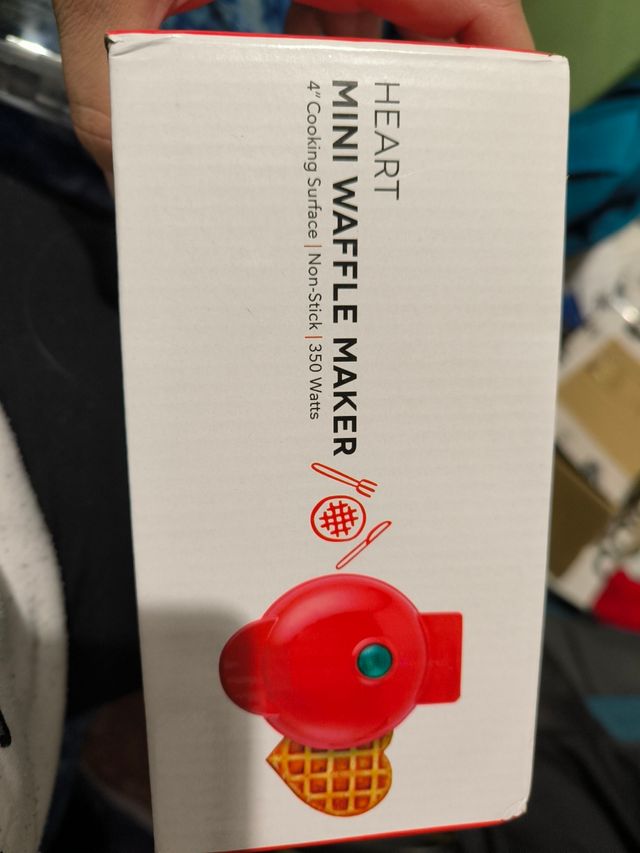 HEART
MINI WAFFLE MAKER
4" Cooking Surface | Non-Stick | 350 Watts